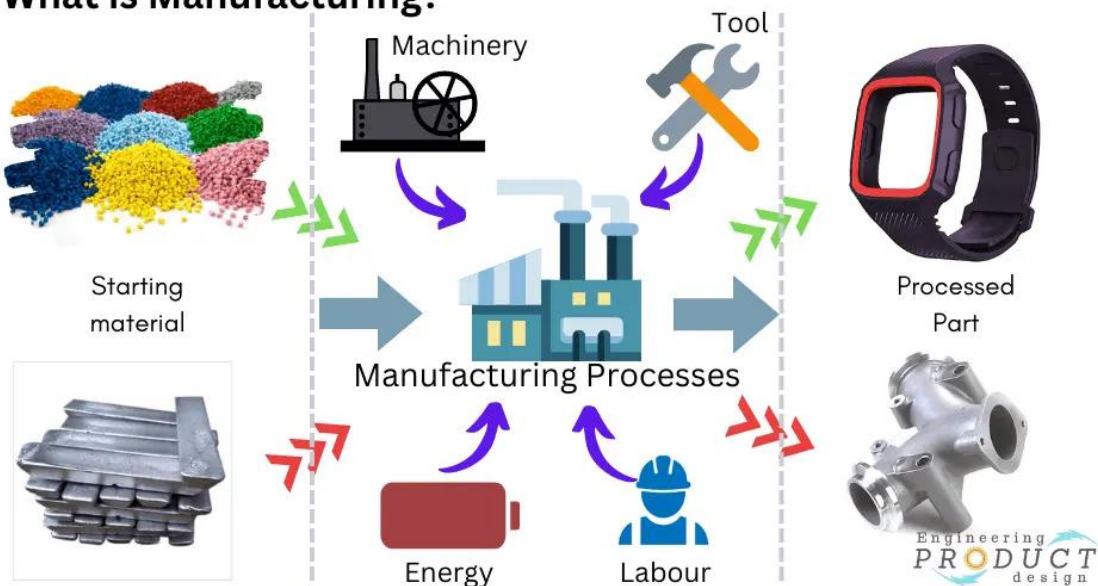 What is Manufacturing?
Machinery
Tool
Starting
material
Processed
Part
Manufacturing Processes
Energy
Labour
Engineering
PRODUCT
design